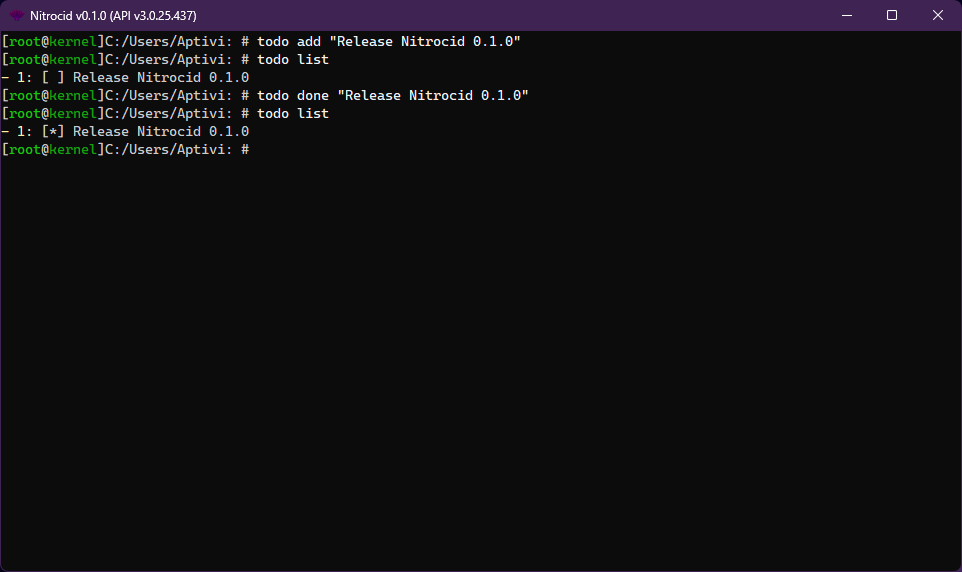 Nitrocid v0.1.0 (API v3.0.25.437)
[root@kernel]C:/Users/Aptivi: # todo add "Release Nitrocid 0.1.0"
[root@kernel]C:/Users/Aptivi: # todo list
- 1: [ ] Release Nitrocid 0.1.0
[root@kernel]C:/Users/Aptivi: # todo done "Release Nitrocid 0.1.0"
[root@kernel]C:/Users/Aptivi: # todo list
- 1: [*] Release Nitrocid 0.1.0
[root@kernel]C:/Users/Aptivi: #